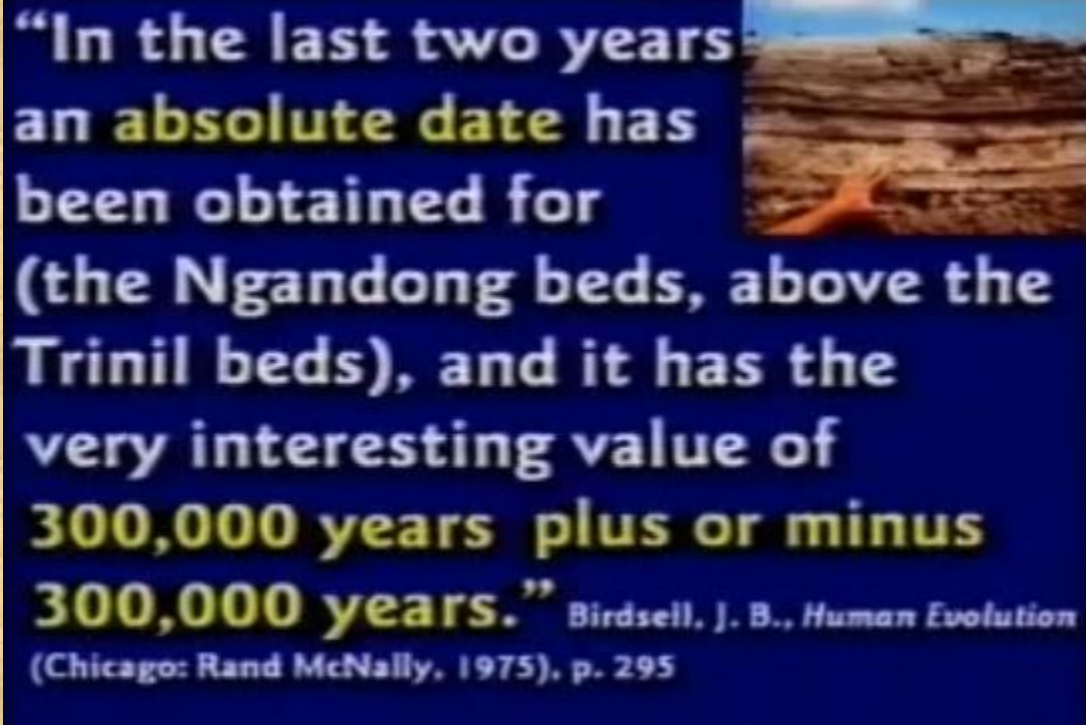 “In the last two years
an absolute date has
been obtained for
(the Ngandong beds, above the
Trinil beds), and it has the
very interesting value of
300,000 years plus or minus
300,000 years.” Birdsell, J. B., Human Evolution
(Chicago: Rand McNally, 1975), p. 295